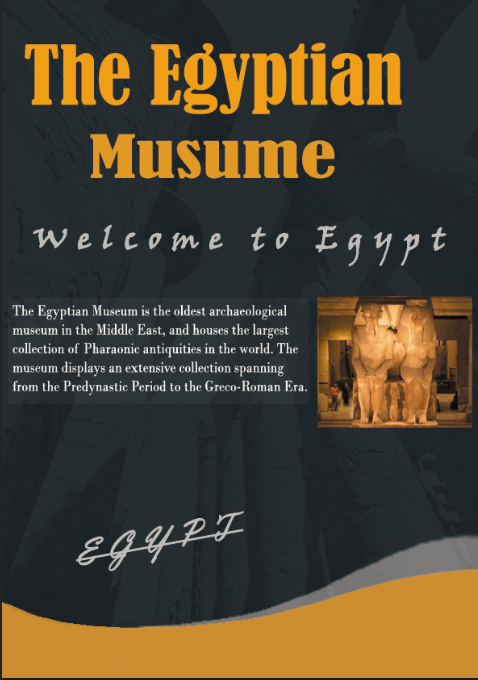 The Egyptian
Musume
Welcome to Egypt
The Egyptian Museum is the oldest archaeological
museum in the Middle East, and houses the largest
collection of Pharaonic antiquities in the world. The
museum displays an extensive collection spanning
from the Predynastic Period to the Greco-Roman Era.
EGYPT